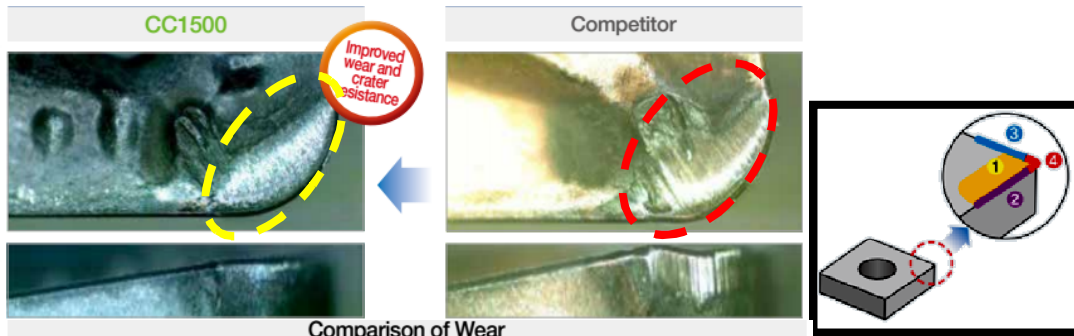 CC1500
Competitor
Improved
wear and
crater
resistance
3
1
4
2
Comparison of Wear